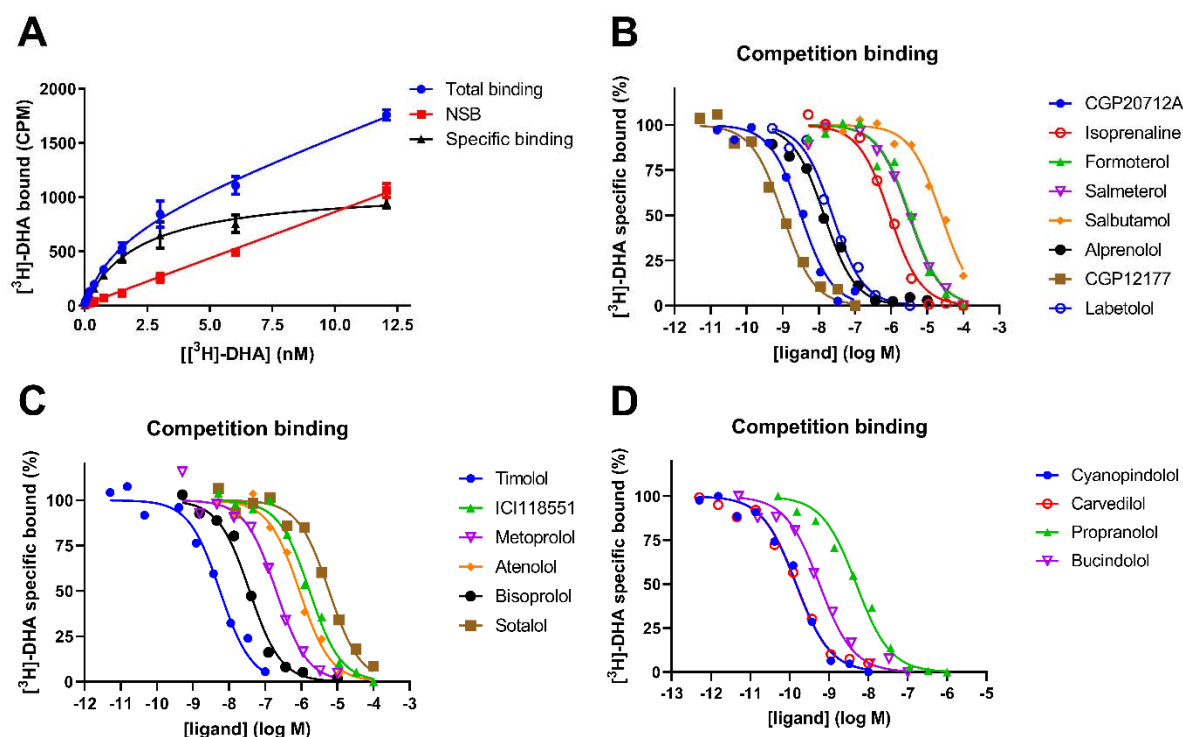 A
2000
1500
1000
500
0
[³H]-DHA bound (CPM)
0.0 2.5 5.0 7.5 10.0 12.5
[[³H]-DHA] (nM)
Total binding
NSB
Specific binding
B
Competition binding
100
75
50
25
0
[³H]-DHA specific bound (%)
-12 -11 -10 -9 -8 -7 -6 -5 -4 -3
[ligand] (log M)
CGP20712A
Isoprenaline
Formoterol
Salmeterol
Salbutamol
Alprenolol
CGP12177
Labetolol
C
Competition binding
100
75
50
25
0
[³H]-DHA specific bound (%)
-12 -11 -10 -9 -8 -7 -6 -5 -4 -3
[ligand] (log M)
Timolol
ICI118551
Metoprolol
Atenolol
Bisoprolol
Sotalol
D
Competition binding
100
75
50
25
0
[³H]-DHA specific bound (%)
-13 -12 -11 -10 -9 -8 -7 -6 -5
[ligand] (log M)
Cyanopindolol
Carvedilol
Propranolol
Bucindolol